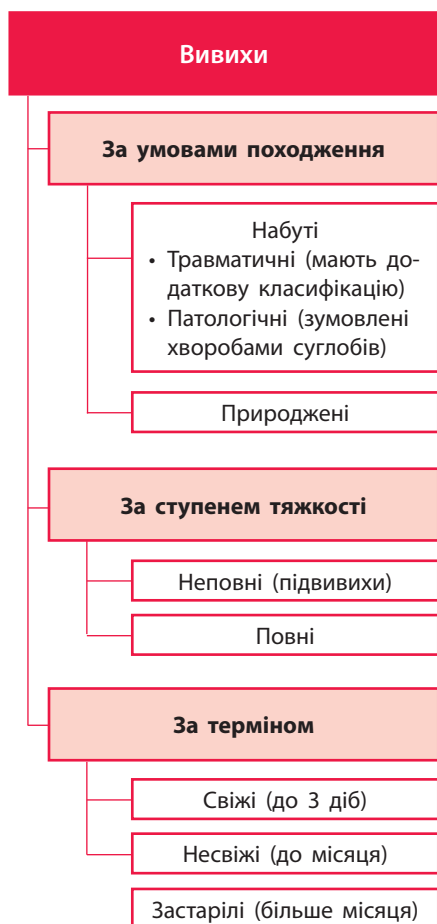 Вивихи
За умовами походження
Набуті
• Травматичні (мають до-
даткову класифікацію)
• Патологічні (зумовлені
хворобами суглобів)
Природжені
За ступенем тяжкості
Неповні (підвивихи)
Повні
За терміном
Свіжі (до 3 діб)
Несвіжі (до місяця)
Застарілі (більше місяця)